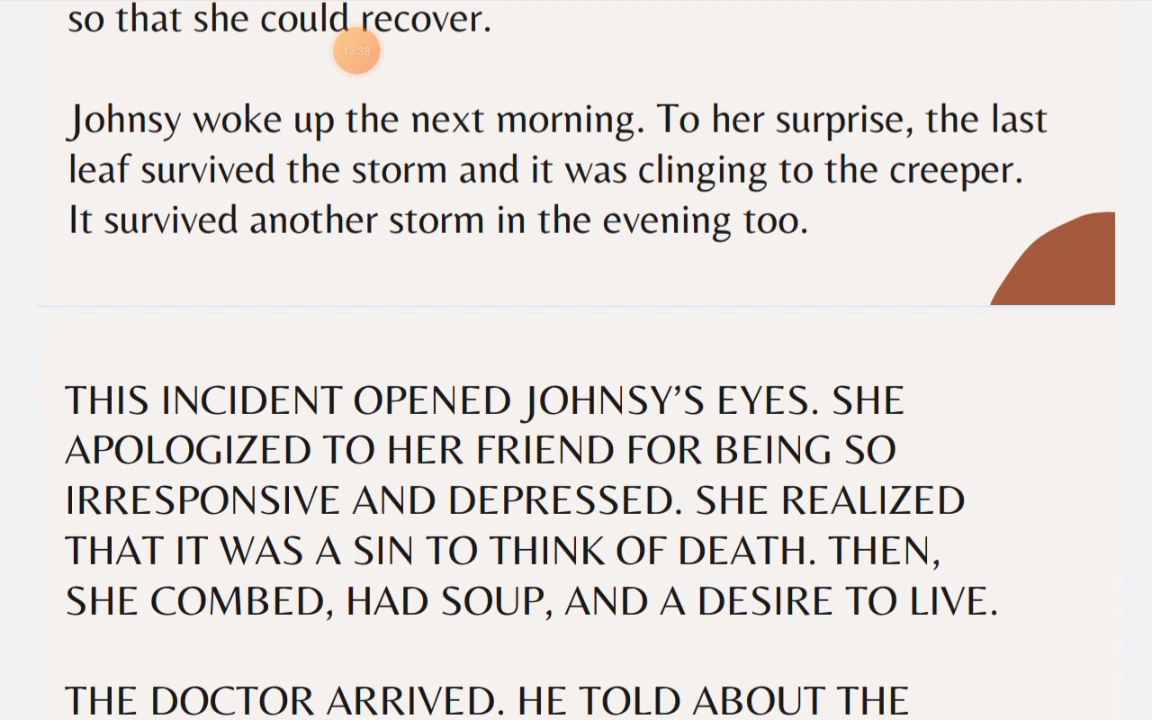 so that she could recover.
13:38
Johnsy woke up the next morning. To her surprise, the last
leaf survived the storm and it was clinging to the creeper.
It survived another storm in the evening too.
THIS INCIDENT OPENED JOHNSY’S EYES. SHE
APOLOGIZED TO HER FRIEND FOR BEING SO
IRRESPONSIVE AND DEPRESSED. SHE REALIZED
THAT IT WAS A SIN TO THINK OF DEATH. THEN,
SHE COMBED, HAD SOUP, AND A DESIRE TO LIVE.
THE DOCTOR ARRIVED. HE TOLD ABOUT THE